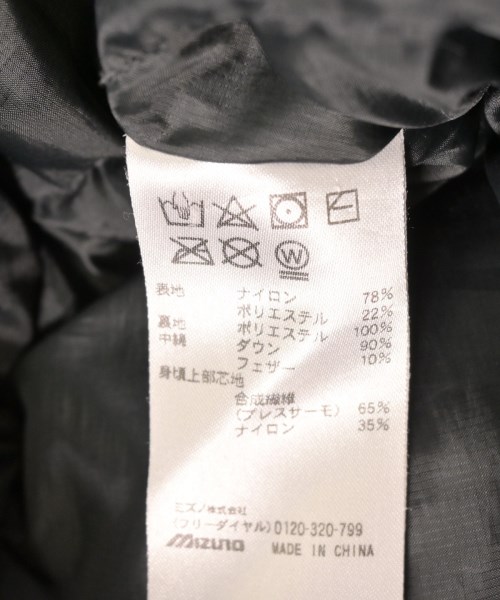 W
表地 ナイロン 78%
ポリエステル 22%
裏地 ポリエステル 100%
中綿 ダウン 90%
フェザー 10%
身頃上部芯地
合成繊維
(ブレスサーモ) 65%
ナイロン 35%
ミズノ株式会社
(フリーダイヤル) 0120-320-799
MIZUNO MADE IN CHINA